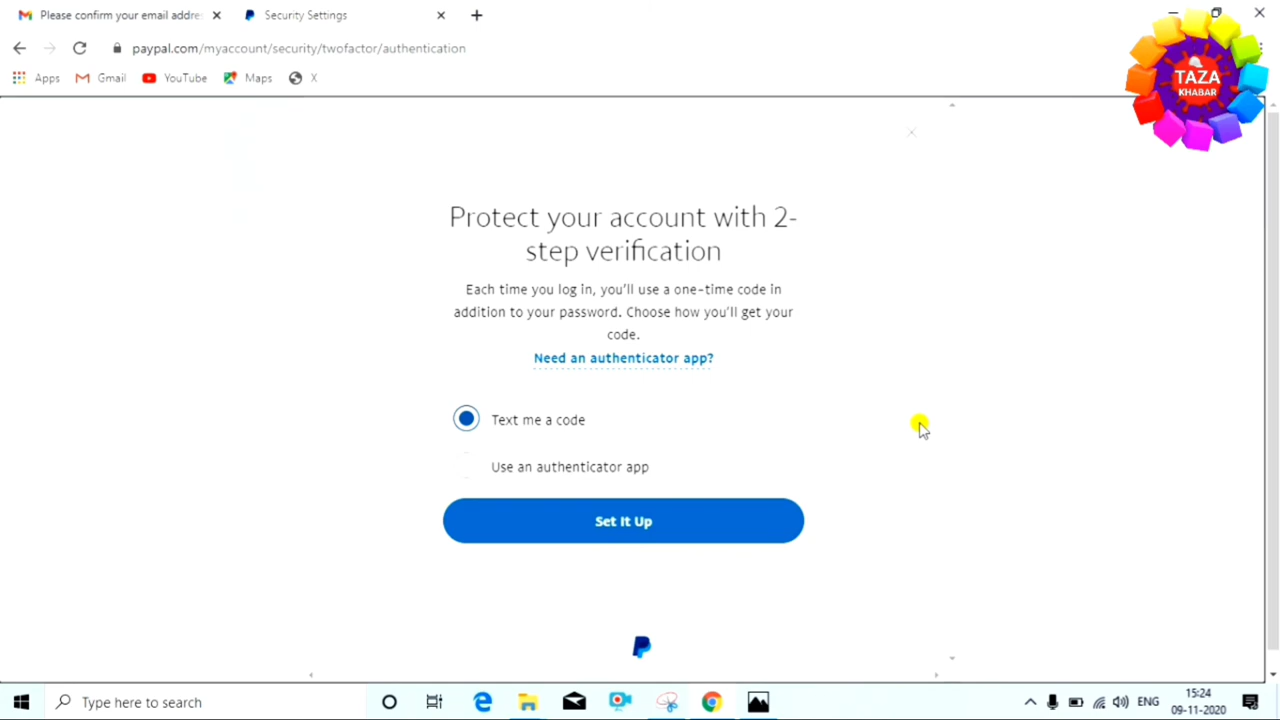 Please confirm your email addre
Security Settings
paypal.com/myaccount/security/twofactor/authentication
Apps
Gmail
YouTube
Maps
X
TAZA
KHABAR
Protect your account with 2-
step verification
Each time you log in, you'll use a one-time code in
addition to your password. Choose how you'll get your
code.
Need an authenticator app?
Text me a code
Use an authenticator app
Set It Up
Type here to search
ENG
15:24
09-11-2020